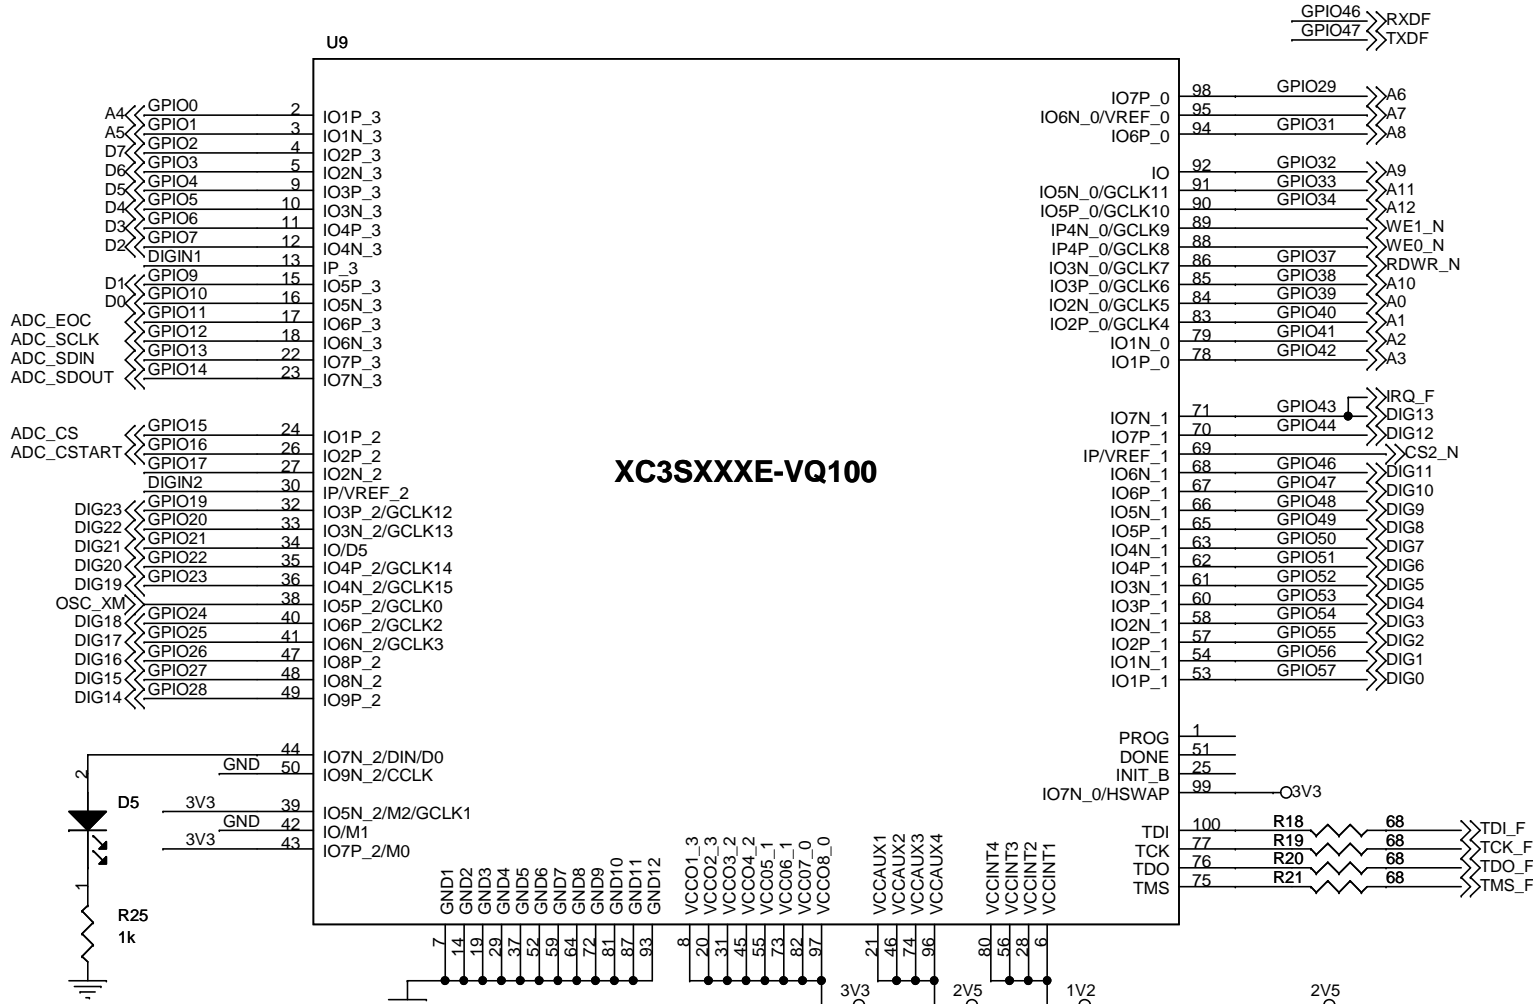 GPIO46 RXDF
GPIO47 TXDF
U9
XC3SXXXE-VQ100
A4 GPIO0 2 IO1P_3
A5 GPIO1 3 IO1N_3
D7 GPIO2 4 IO2P_3
D6 GPIO3 5 IO2N_3
D5 GPIO4 9 IO3P_3
D4 GPIO5 10 IO3N_3
D3 GPIO6 11 IO4P_3
D2 GPIO7 12 IO4N_3
DIGIN1 13 IP_3
D1 GPIO9 15 IO5P_3
D0 GPIO10 16 IO5N_3
ADC_EOC GPIO11 17 IO6P_3
ADC_SCLK GPIO12 18 IO6N_3
ADC_SDIN GPIO13 22 IO7P_3
ADC_SDOUT GPIO14 23 IO7N_3
ADC_CS GPIO15 24 IO1P_2
ADC_CSTART GPIO16 26 IO2P_2
GPIO17 27 IO2N_2
DIGIN2 30 IP/VREF_2
DIG23 GPIO19 32 IO3P_2/GCLK12
DIG22 GPIO20 33 IO3N_2/GCLK13
DIG21 GPIO21 34 IO/D5
DIG20 GPIO22 35 IO4P_2/GCLK14
DIG19 GPIO23 36 IO4N_2/GCLK15
OSC_XM 38 IO5P_2/GCLK0
DIG18 GPIO24 40 IO6P_2/GCLK2
DIG17 GPIO25 41 IO6N_2/GCLK3
DIG16 GPIO26 47 IO8P_2
DIG15 GPIO27 48 IO8N_2
DIG14 GPIO28 49 IO9P_2
44 IO7N_2/DIN/D0
GND 50 IO9N_2/CCLK
3V3 39 IO5N_2/M2/GCLK1
GND 42 IO/M1
3V3 43 IO7P_2/M0
2
D5
1
R25
1k
IO7P_0 98 GPIO29 A6
IO6N_0/VREF_0 95 A7
IO6P_0 94 GPIO31 A8
IO 92 GPIO32 A9
IO5N_0/GCLK11 91 GPIO33 A11
IO5P_0/GCLK10 90 GPIO34 A12
IP4N_0/GCLK9 89 WE1_N
IP4P_0/GCLK8 88 WE0_N
IO3N_0/GCLK7 86 GPIO37 RDWR_N
IO3P_0/GCLK6 85 GPIO38 A10
IO2N_0/GCLK5 84 GPIO39 A0
IO2P_0/GCLK4 83 GPIO40 A1
IO1N_0 79 GPIO41 A2
IO1P_0 78 GPIO42 A3
IRQ_F
IO7N_1 71 GPIO43 DIG13
IO7P_1 70 GPIO44 DIG12
IP/VREF_1 69 CS2_N
IO6N_1 68 GPIO46 DIG11
IO6P_1 67 GPIO47 DIG10
IO5N_1 66 GPIO48 DIG9
IO5P_1 65 GPIO49 DIG8
IO4N_1 63 GPIO50 DIG7
IO4P_1 62 GPIO51 DIG6
IO3N_1 61 GPIO52 DIG5
IO3P_1 60 GPIO53 DIG4
IO2N_1 58 GPIO54 DIG3
IO2P_1 57 GPIO55 DIG2
IO1N_1 54 GPIO56 DIG1
IO1P_1 53 GPIO57 DIG0
PROG 1
DONE 51
INIT_B 25
IO7N_0/HSWAP 99 3V3
TDI 100 R18 68 TDI_F
TCK 77 R19 68 TCK_F
TDO 76 R20 68 TDO_F
TMS 75 R21 68 TMS_F
GND1 7
GND2 14
GND3 19
GND4 29
GND5 37
GND6 52
GND7 59
GND8 64
GND9 72
GND10 81
GND11 87
GND12 93
VCCO1_3 8
VCCO2_3 20
VCCO3_2 31
VCCO4_2 45
VCC05_1 55
VCC06_1 73
VCC07_0 82
VCCO8_0 97
VCCAUX1 21
VCCAUX2 46
VCCAUX3 74
VCCAUX4 96
VCCINT4 80
VCCINT3 56
VCCINT2 28
VCCINT1 6
3V3 2V5 1V2 2V5